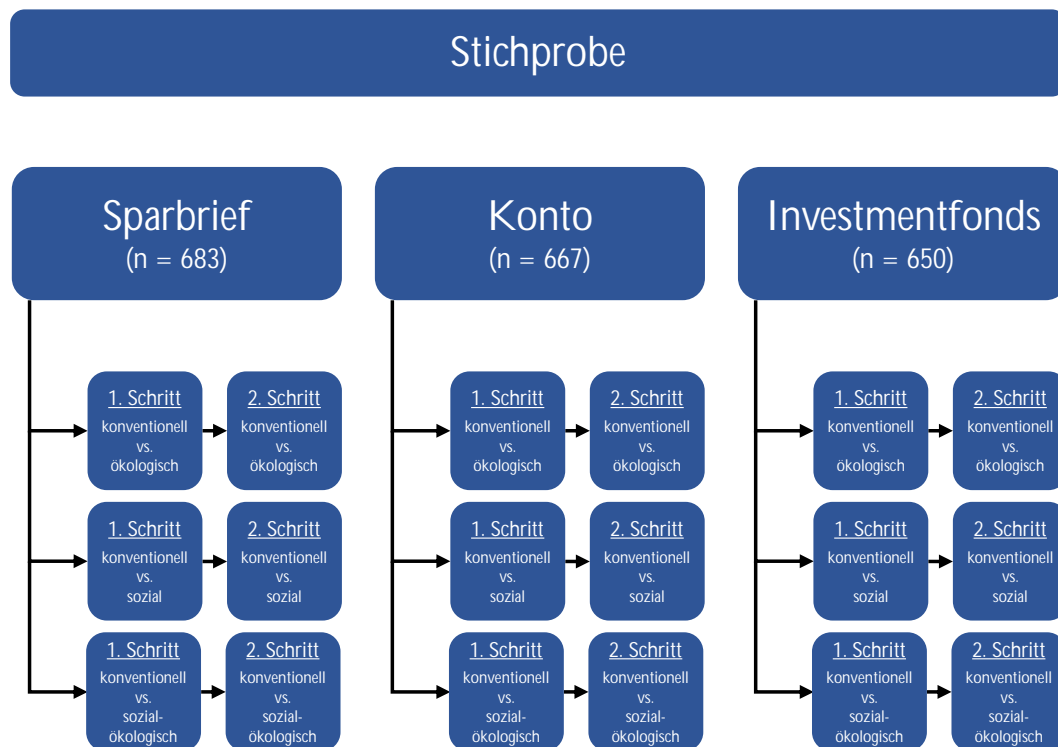 Stichprobe
Sparbrief
(n = 683)
Konto
(n = 667)
Investmentfonds
(n = 650)
1. Schritt
konventionell
vs.
ökologisch
2. Schritt
konventionell
vs.
ökologisch
1. Schritt
konventionell
vs.
ökologisch
2. Schritt
konventionell
vs.
ökologisch
1. Schritt
konventionell
vs.
ökologisch
2. Schritt
konventionell
vs.
ökologisch
1. Schritt
konventionell
vs.
sozial
2. Schritt
konventionell
vs.
sozial
1. Schritt
konventionell
vs.
sozial
2. Schritt
konventionell
vs.
sozial
1. Schritt
konventionell
vs.
sozial
2. Schritt
konventionell
vs.
sozial
1. Schritt
konventionell
vs.
sozial-
ökologisch
2. Schritt
konventionell
vs.
sozial-
ökologisch
1. Schritt
konventionell
vs.
sozial-
ökologisch
2. Schritt
konventionell
vs.
sozial-
ökologisch
1. Schritt
konventionell
vs.
sozial-
ökologisch
2. Schritt
konventionell
vs.
sozial-
ökologisch